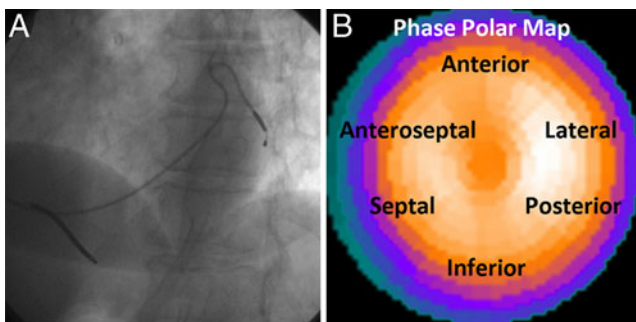 A
B
Phase Polar Map
Anterior
Anteroseptal
Lateral
Septal
Posterior
Inferior